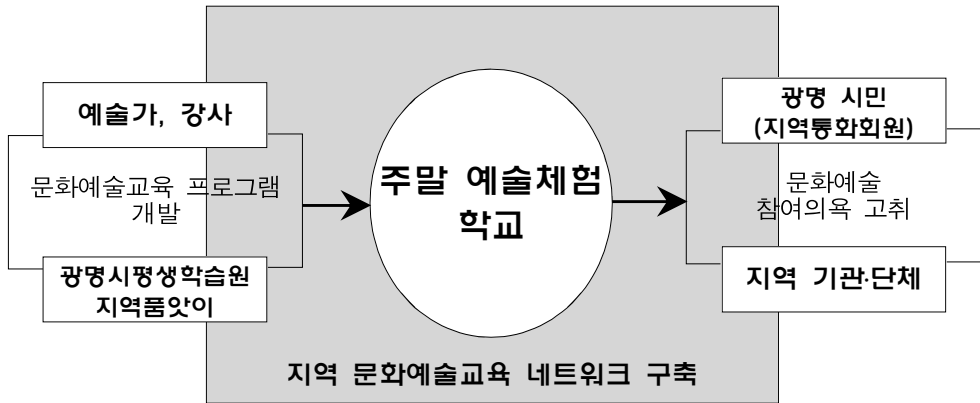 예술가, 강사
문화예술교육 프로그램
개발
광명시평생학습원
지역품앗이
주말 예술체험
학교
광명 시민
(지역통화회원)
문화예술
참여의욕 고취
지역 기관·단체
지역 문화예술교육 네트워크 구축